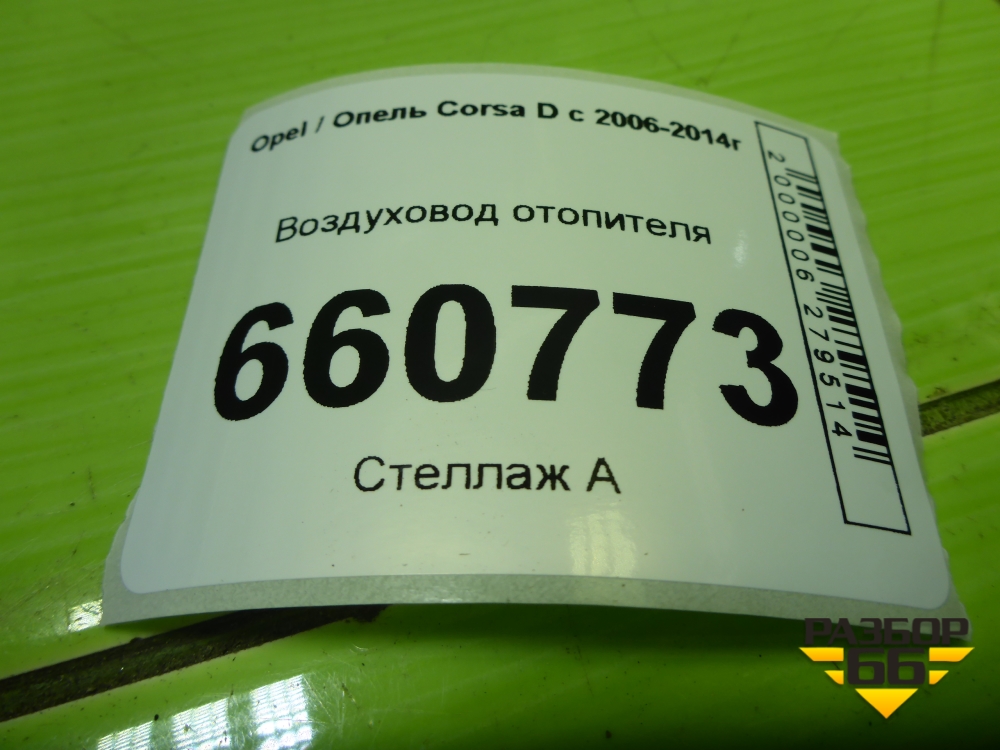 Opel / Опель Corsa D с 2006-2014г
Воздуховод отопителя
660773
Стеллаж А
2000006279514
РАЗБОР
66